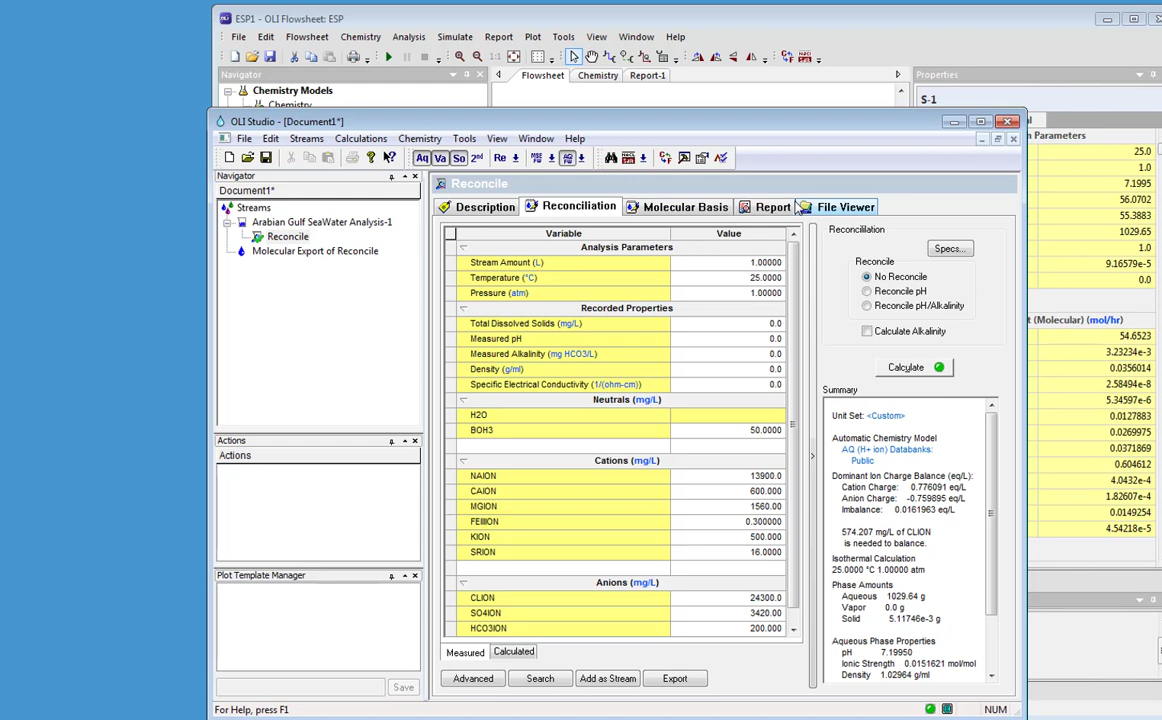 ESP1 - OLI Flowsheet: ESP
File Edit Flowsheet Chemistry Analysis Simulate Report Plot Tools View Window Help
Navigator
Flowsheet Chemistry Report-1
Properties
Chemistry Models
Chemistry
S-1
OLI Studio - [Document1*]
File Edit Streams Calculations Chemistry Tools View Window Help
Aq Va So 2nd Re
Navigator
Document1*
Streams
Arabian Gulf SeaWater Analysis-1
Reconcile
Molecular Export of Reconcile
Actions
Actions
Plot Template Manager
Save
Reconcile
Description Reconciliation Molecular Basis Report File Viewer
Variable Value
Analysis Parameters
Stream Amount (L) 1.00000
Temperature (°C) 25.0000
Pressure (atm) 1.00000
Recorded Properties
Total Dissolved Solids (mg/L) 0.0
Measured pH 0.0
Measured Alkalinity (mg HCO3/L) 0.0
Density (g/ml) 0.0
Specific Electrical Conductivity (1/(ohm-cm)) 0.0
Neutrals (mg/L)
H2O
BOH3 50.0000
Cations (mg/L)
NAION 13900.0
CAION 600.000
MGION 1560.00
FEIIION 0.300000
KION 500.000
SRION 16.0000
Anions (mg/L)
CLION 24300.0
SO4ION 3420.00
HCO3ION 200.000
Measured Calculated
Advanced Search Add as Stream Export
Reconciliation
Specs...
Reconcile
No Reconcile
Reconcile pH
Reconcile pH/Alkalinity
Calculate Alkalinity
Calculate
Summary
Unit Set: <Custom>
Automatic Chemistry Model
AQ (H+ ion) Databanks:
Public
Dominant Ion Charge Balance (eq/L):
Cation Charge: 0.776091 eq/L
Anion Charge: -0.759895 eq/L
Imbalance: 0.0161963 eq/L
574.207 mg/L of CLION
is needed to balance.
Isothermal Calculation
25.0000 °C 1.00000 atm
Phase Amounts
Aqueous 1029.64 g
Vapor 0.0 g
Solid 5.11746e-3 g
Aqueous Phase Properties
pH 7.19950
Ionic Strength 0.0151621 mol/mol
Density 1.02964 g/ml
Parameters
25.0
1.0
7.1995
56.0702
55.3883
1029.65
1.0
9.16579e-5
0.0
t (Molecular) (mol/hr)
54.6523
3.23234e-3
0.0356014
2.58494e-8
5.34597e-6
0.0127883
0.0269975
0.0371869
0.604612
4.0432e-4
1.82607e-4
0.0149254
4.54218e-5
For Help, press F1
NUM